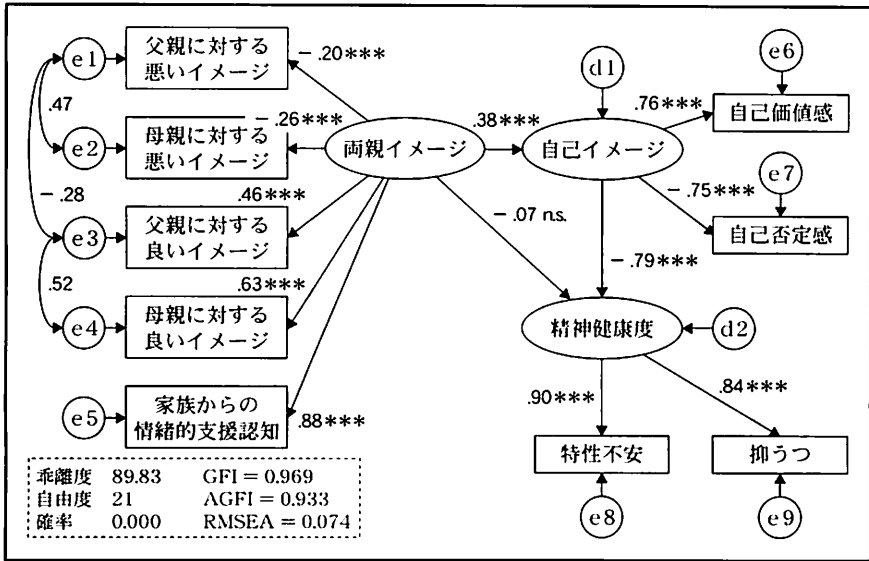 e1
父親に対する
悪いイメージ
− .20***
d1
e6
.76***
自己価値感
.47
e2
母親に対する
悪いイメージ
− .26***
両親イメージ
.38***
自己イメージ
e7
− .75***
自己否定感
− .28
e3
父親に対する
良いイメージ
.46***
− .07 n.s.
− .79***
.52
e4
母親に対する
良いイメージ
.63***
精神健康度
d2
e5
家族からの
情緒的支援認知
.88***
.90***
.84***
特性不安
抑うつ
e8
e9
乖離度 89.83 GFI = 0.969
自由度 21 AGFI = 0.933
確率 0.000 RMSEA = 0.074